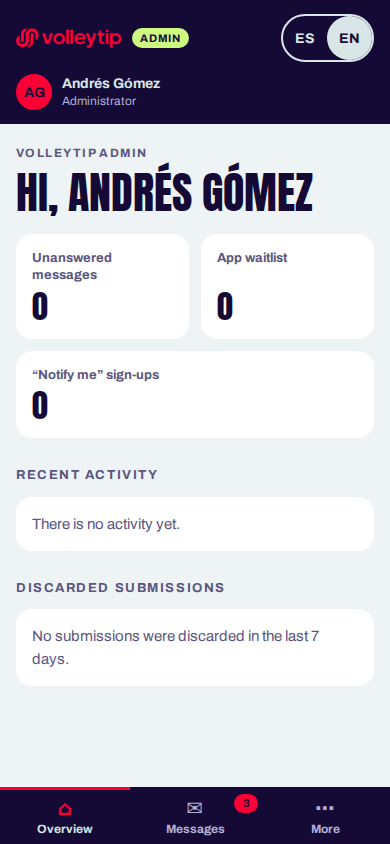 volleytip ADMIN ES EN
AG Andrés Gómez
Administrator
VOLLEYTIP ADMIN
HI, ANDRÉS GÓMEZ
Unanswered
messages
0
App waitlist
0
“Notify me” sign-ups
0
RECENT ACTIVITY
There is no activity yet.
DISCARDED SUBMISSIONS
No submissions were discarded in the last 7
days.
3
Overview Messages More